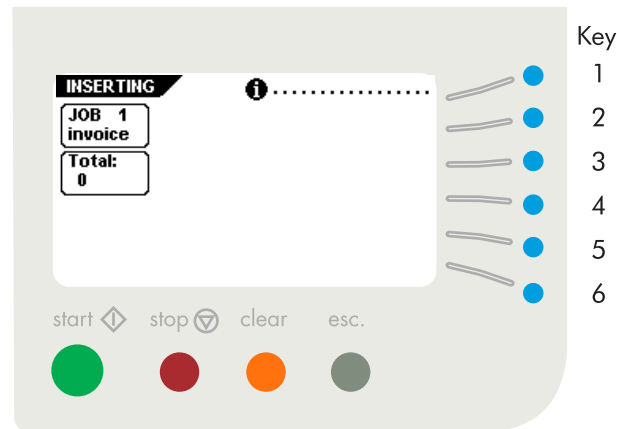 Key
INSERTING
i
1
JOB 1
invoice
2
Total:
0
3
4
5
6
start
stop
clear
esc.